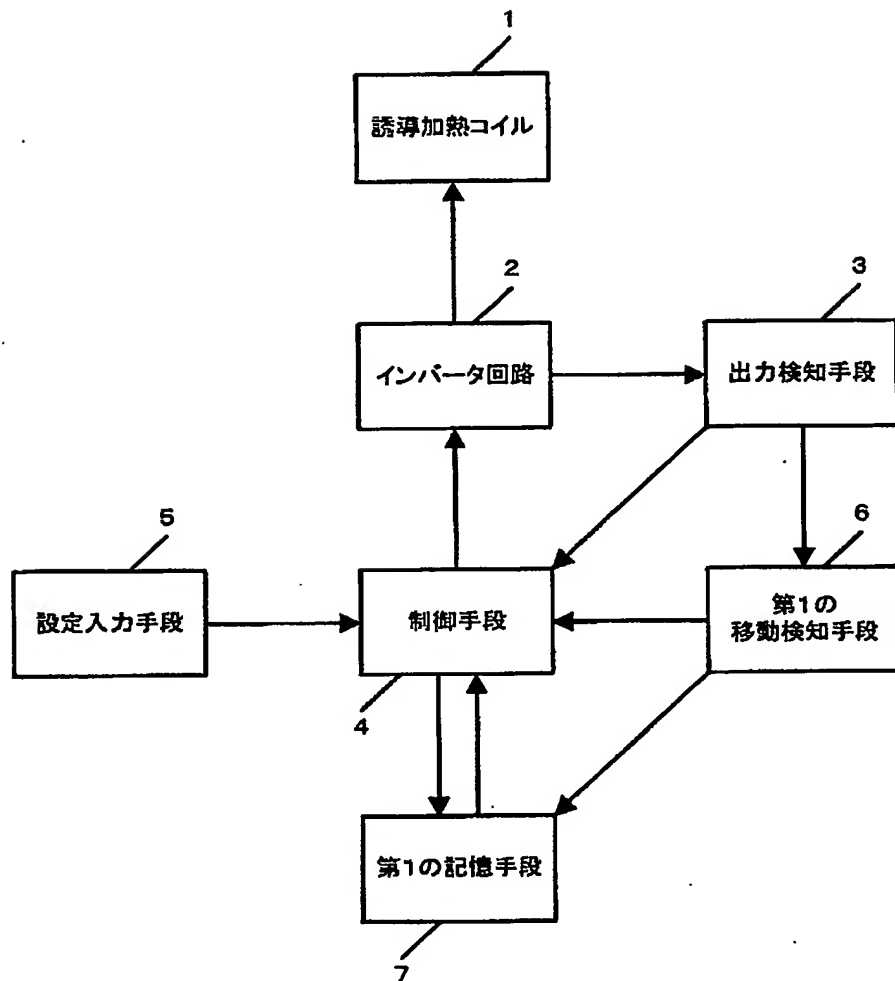 1
誘導加熱コイル
2
インバータ回路
3
出力検知手段
5
設定入力手段
制御手段
4
6
第1の
移動検知手段
第1の記憶手段
7